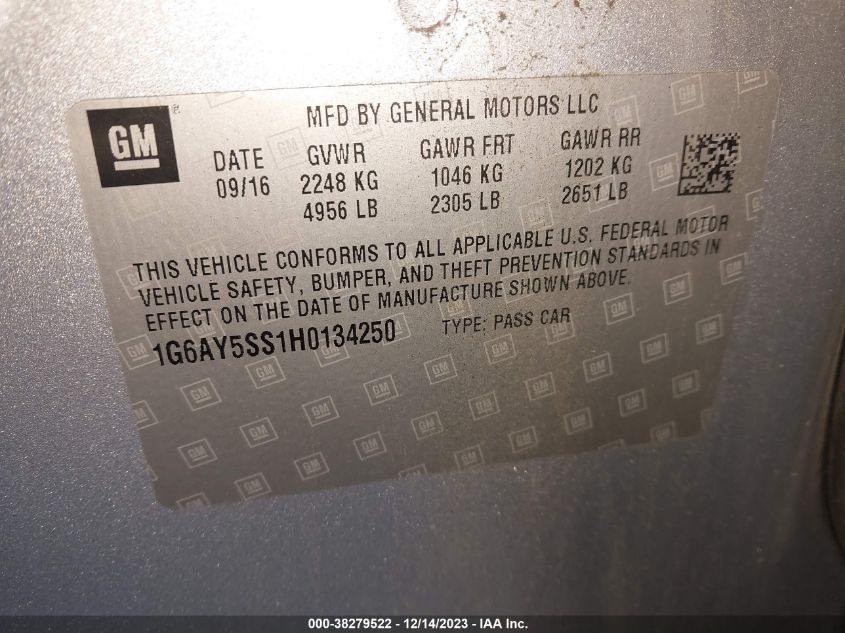 GM
MFD BY GENERAL MOTORS LLC
DATE GVWR GAWR FRT GAWR RR
09/16 2248 KG 1046 KG 1202 KG
4956 LB 2305 LB 2651 LB
THIS VEHICLE CONFORMS TO ALL APPLICABLE U.S. FEDERAL MOTOR
VEHICLE SAFETY, BUMPER, AND THEFT PREVENTION STANDARDS IN
EFFECT ON THE DATE OF MANUFACTURE SHOWN ABOVE.
1G6AY5SS1H0134250 TYPE: PASS CAR
000-38279522 - 12/14/2023 - IAA Inc.